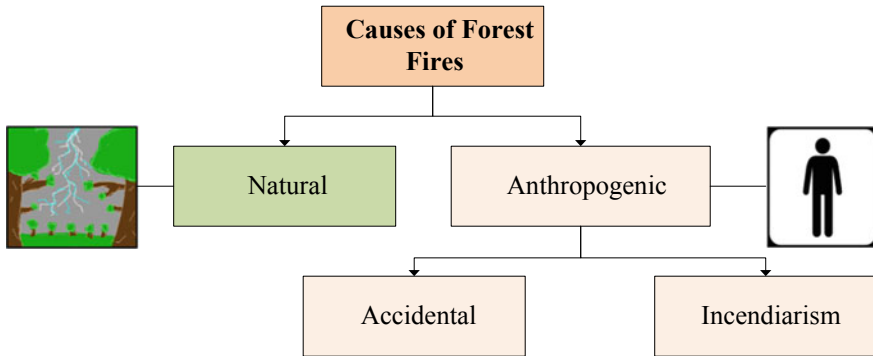 Causes of Forest
Fires
Natural
Anthropogenic
Accidental
Incendiarism